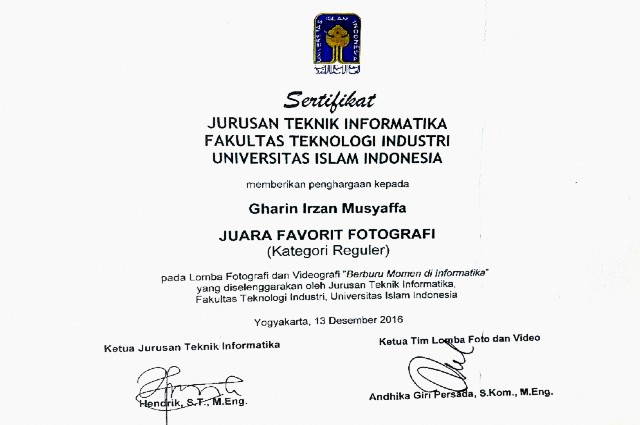 UNIVERSITAS ISLAM INDONESIA
Sertifikat
JURUSAN TEKNIK INFORMATIKA
FAKULTAS TEKNOLOGI INDUSTRI
UNIVERSITAS ISLAM INDONESIA
memberikan penghargaan kepada
Gharin Irzan Musyaffa
JUARA FAVORIT FOTOGRAFI
(Kategori Reguler)
pada Lomba Fotografi dan Videografi "Berburu Momen di Informatika"
yang diselenggarakan oleh Jurusan Teknik Informatika,
Fakultas Teknologi Industri, Universitas Islam Indonesia
Yogyakarta, 13 Desember 2016
Ketua Jurusan Teknik Informatika
Hendrik, S.T., M.Eng.
Ketua Tim Lomba Foto dan Video
Andhika Giri Persada, S.Kom., M.Eng.